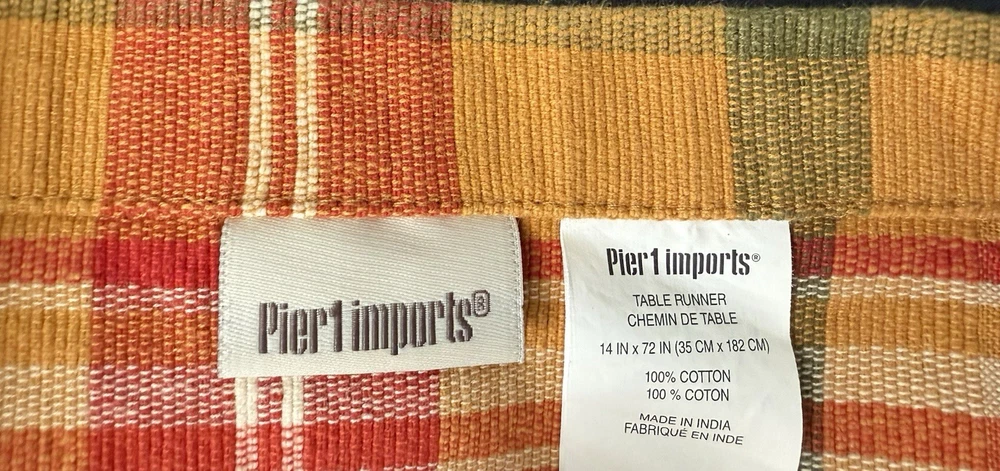 Pier1 imports®
Pier1 imports®
TABLE RUNNER
CHEMIN DE TABLE
14 IN x 72 IN (35 CM x 182 CM)
100% COTTON
100 % COTON
MADE IN INDIA
FABRIQUÉ EN INDE